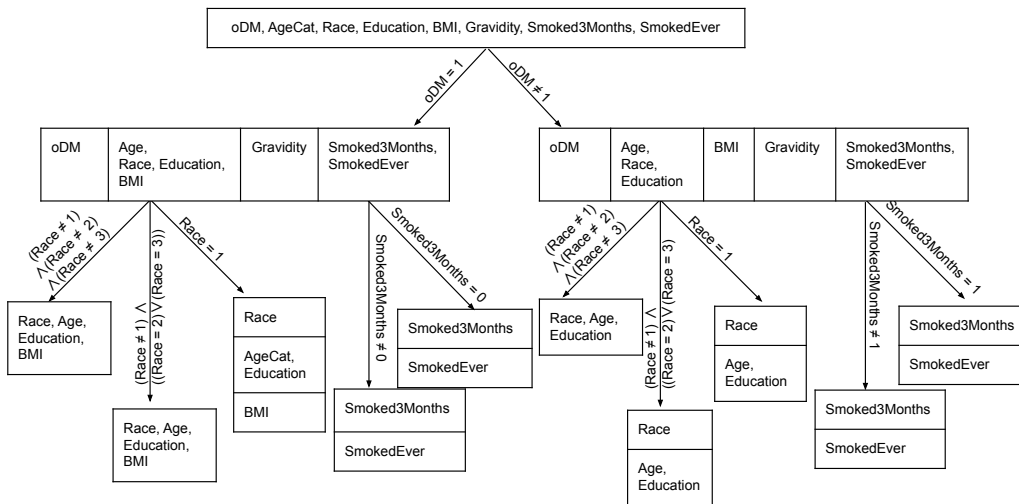 oDM, AgeCat, Race, Education, BMI, Gravidity, Smoked3Months, SmokedEver
oDM = 1
oDM ≠ 1
oDM
Age,
Race, Education,
BMI
Gravidity
Smoked3Months,
SmokedEver
oDM
Age,
Race,
Education
BMI
Gravidity
Smoked3Months,
SmokedEver
(Race ≠ 1)
∧ (Race ≠ 2)
∧ (Race ≠ 3)
(Race ≠ 1) ∧
((Race = 2) ∨ (Race = 3))
Race = 1
Smoked3Months ≠ 0
Smoked3Months = 0
(Race ≠ 1)
∧ (Race ≠ 2)
∧ (Race ≠ 3)
(Race ≠ 1) ∧
((Race = 2) ∨ (Race = 3)
Race = 1
Smoked3Months ≠ 1
Smoked3Months = 1
Race, Age,
Education,
BMI
Race, Age,
Education,
BMI
Race
AgeCat,
Education
BMI
Smoked3Months
SmokedEver
Smoked3Months
SmokedEver
Race, Age,
Education
Race
Age,
Education
Race
Age,
Education
Smoked3Months
SmokedEver
Smoked3Months
SmokedEver